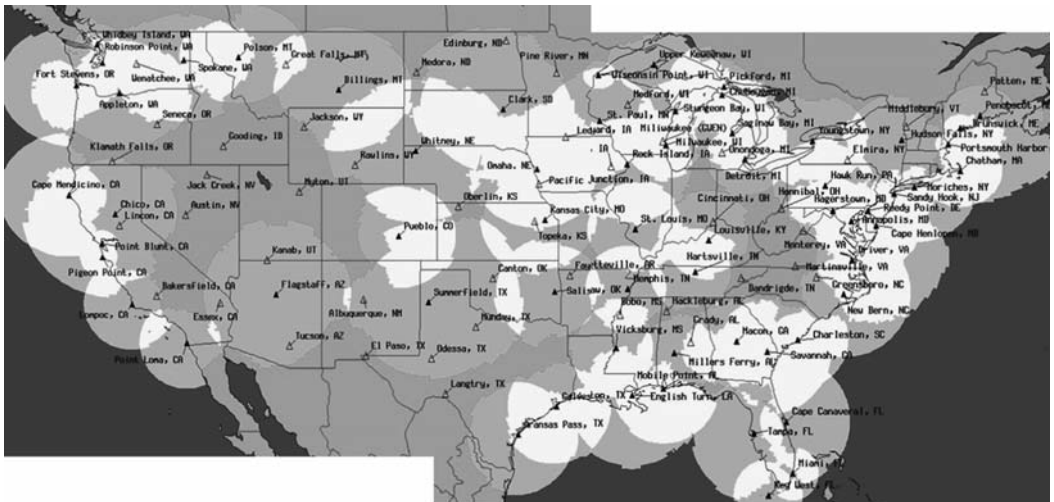 Whidbey Island, WA
Robinson Point, WA
Polson, MT
Great Falls, MT
Edinburg, ND
Pine River, MN
Upper Keweenaw, WI
Fort Stevens, OR
Wenatchee, WA
Spokane, WA
Billings, MT
Medora, ND
Wisconsin Point, WI
Pickford, MI
Cheboygan, MI
Patten, ME
Appleton, WA
Clark, SD
Medford, WI
Sturgeon Bay, WI
Middlebury, VT
Penobscot, ME
Seneca, OR
Jackson, WY
St. Paul, MN
Saginaw Bay, MI
Brunswick, ME
Gooding, ID
Ledward, IA
Milwaukee (GWEN)
Youngstown, NY
Hudson Falls, NY
Klamath Falls, OR
Whitney, NE
IA
Milwaukee, WI
Onondaga, MI
Portsmouth Harbor
Rawlins, WY
Omaha, NE
Rock Island, IA
Elmira, NY
Chatham, MA
Cape Mendicino, CA
Jack Creek, NV
Myton, UT
Pacific Junction, IA
Detroit, MI
Hawk Run, PA
Moriches, NY
Chico, CA
Austin, NV
Oberlin, KS
Cincinnati, OH
Hannibal, OH
Sandy Hook, NJ
Lincon, CA
Pueblo, CO
Kansas City, MO
St. Louis, MO
Hagerstown, MD
Reedy Point, DE
Annapolis, MD
Point Blunt, CA
Topeka, KS
Louisville, KY
Cape Henlopen, MD
Kanab, UT
Monterey, VA
Driver, VA
Pigeon Point, CA
Canton, OK
Fayetteville, AR
Hartsville, TN
Martinsville, VA
Bakersfield, CA
Flagstaff, AZ
Summerfield, TX
Salisaw, OK
Memphis, TN
Dandrigde, TN
Greensboro, NC
Lompoc, CA
Essex, CA
Albuquerque, NM
Munday, TX
Bobo, MS
Hackleburg, AL
New Bern, NC
Grady, AL
Tucson, AZ
El Paso, TX
Odessa, TX
Vicksburg, MS
Macon, GA
Charleston, SC
Point Loma, CA
Millers Ferry, AL
Savannah, GA
Langtry, TX
Mobile Point, AL
Galveston, TX
English Turn, LA
Aransas Pass, TX
Cape Canaveral, FL
Tampa, FL
Miami, FL
Key West, FL